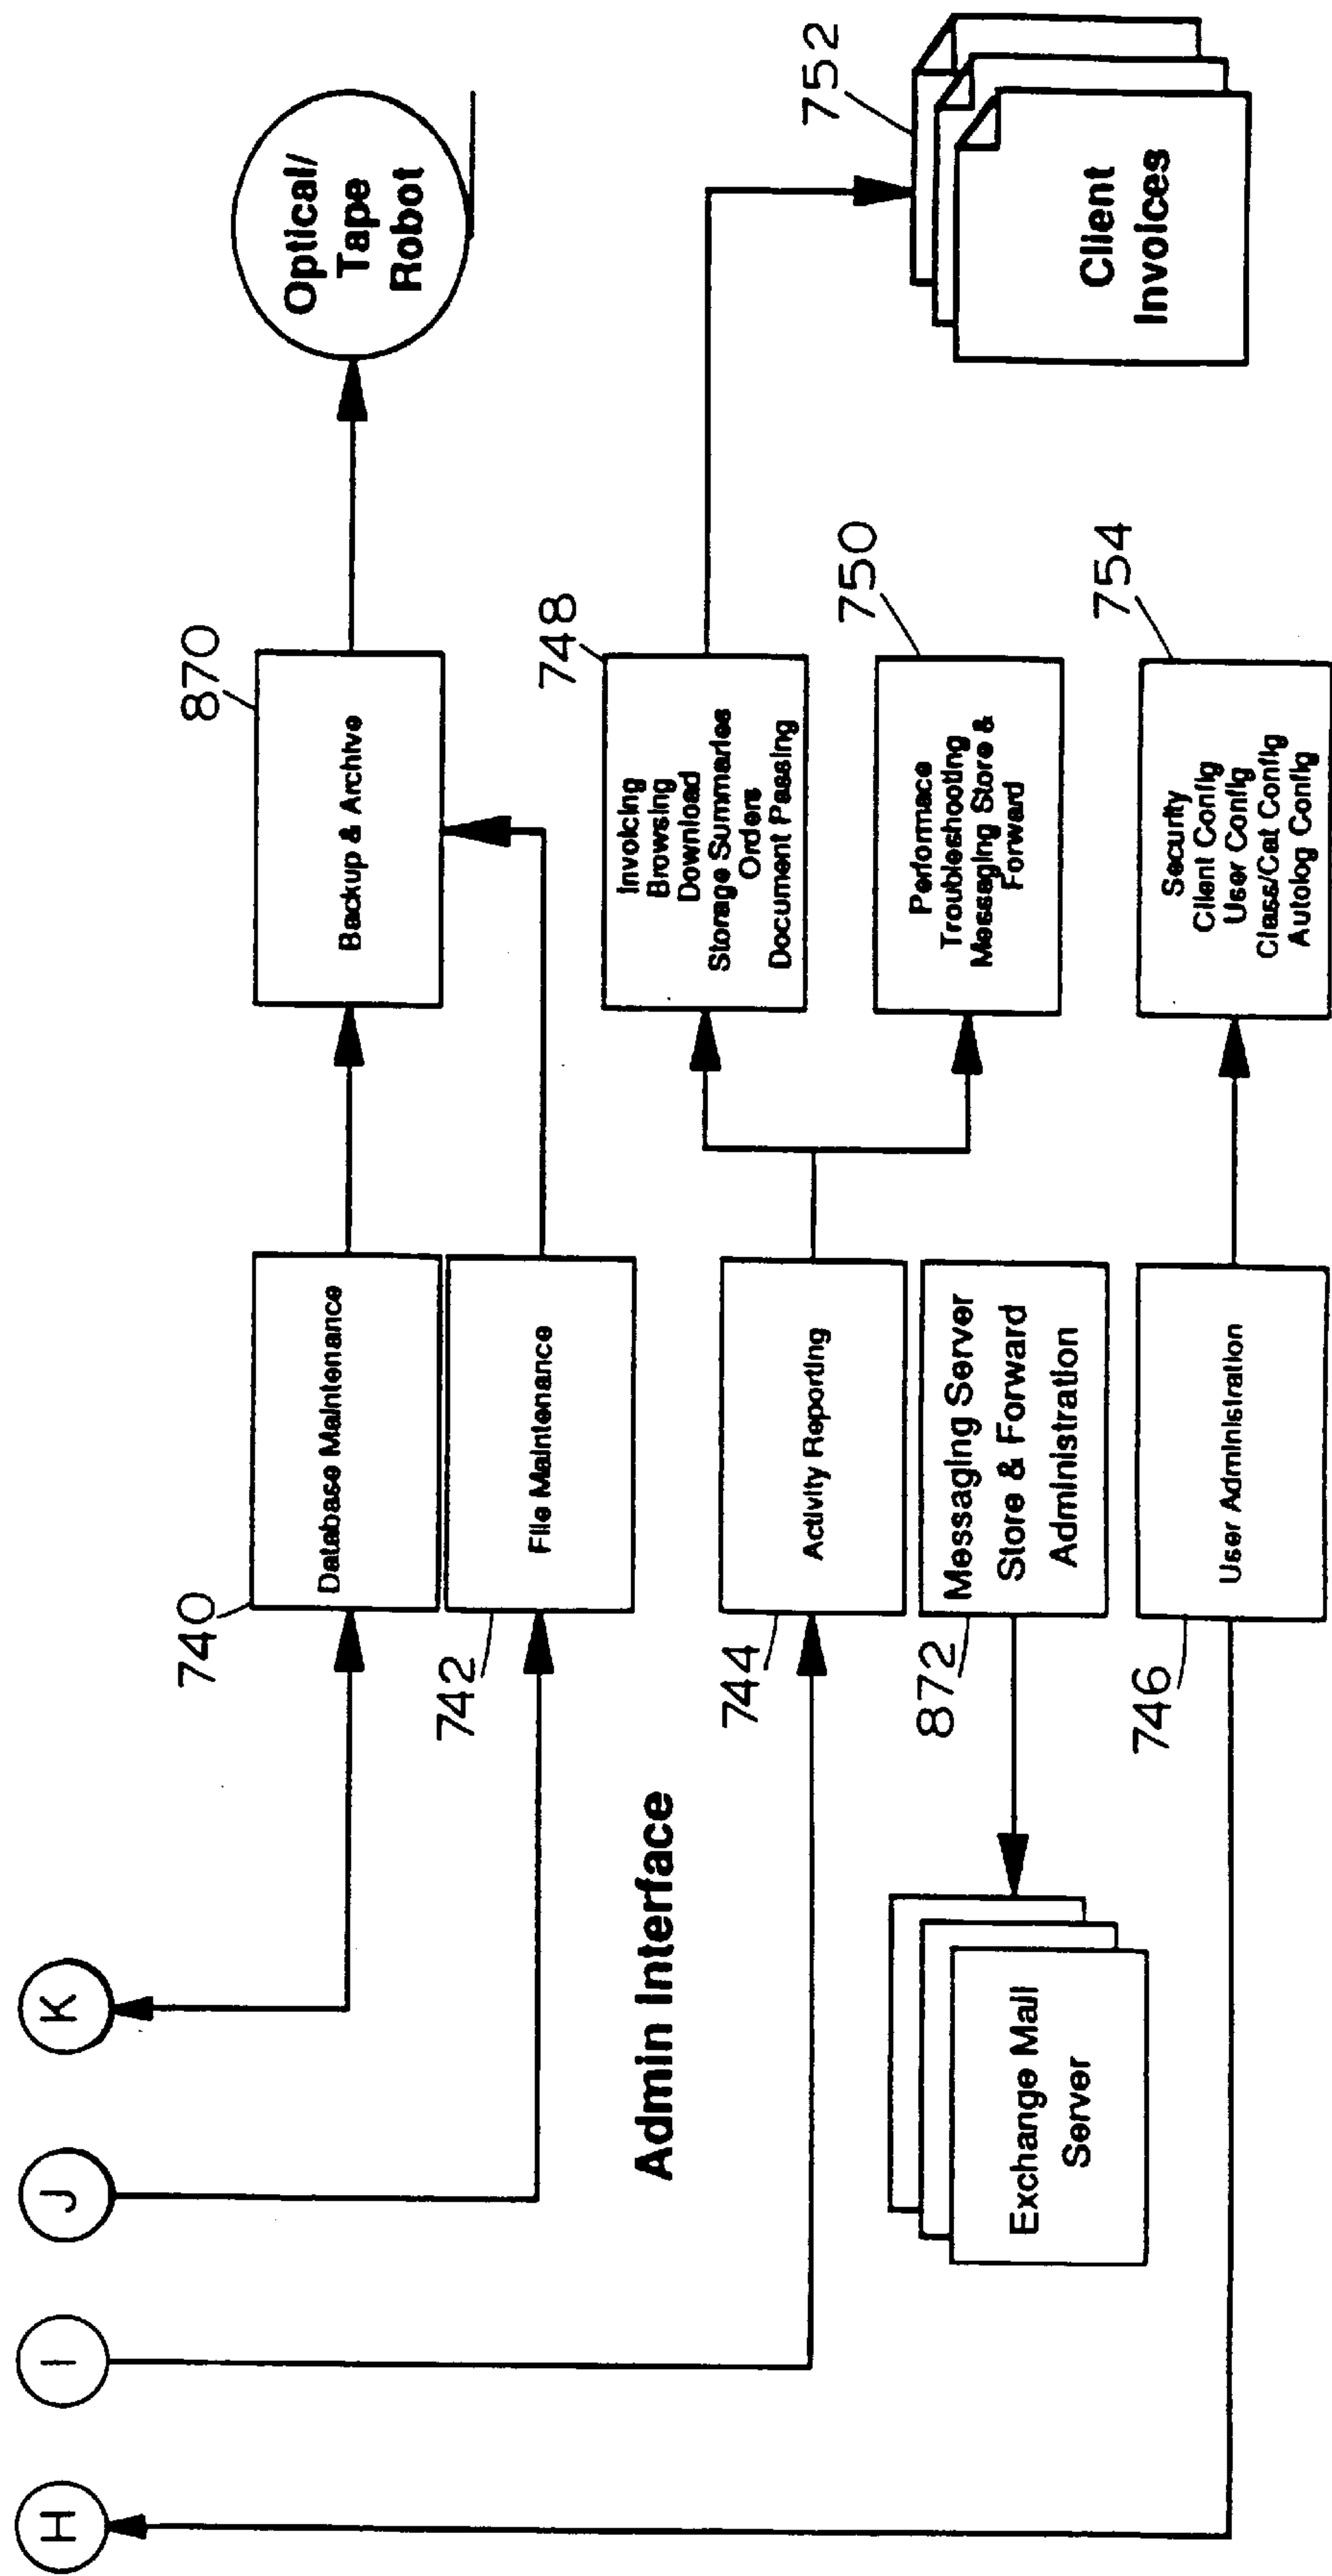 H
I
J
K
Admin Interface
740
Database Maintenance
742
File Maintenance
870
Backup & Archive
Optical/
Tape
Robot
744
Activity Reporting
748
Invoicing
Browsing
Download
Storage Summaries
Orders
Document Passing
752
Client
Invoices
750
Performace
Troubleshooting
Messaging Store &
Forward
872
Messaging Server
Store & Forward
Administration
Exchange Mail
Server
746
User Administration
754
Security
Client Config
User Config
Class/Cat Config
Autolog Config